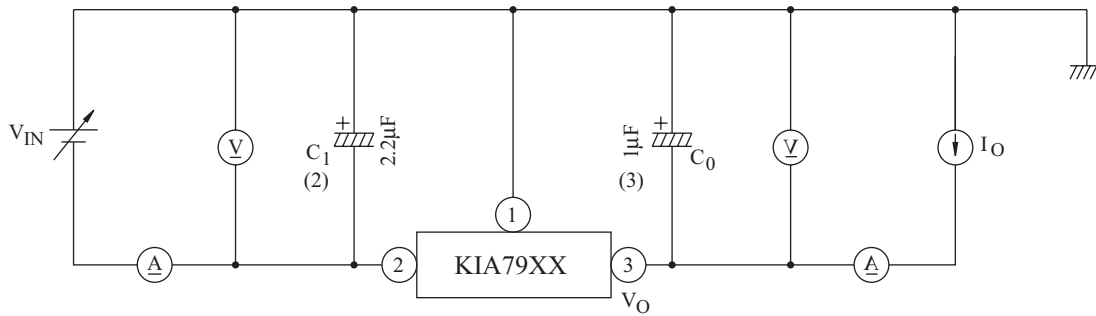 V_IN
V
C_1
(2)
+
2.2μF
1
2
KIA79XX
3
V_O
+
1μF
(3)
C_0
V
I_O
A
A